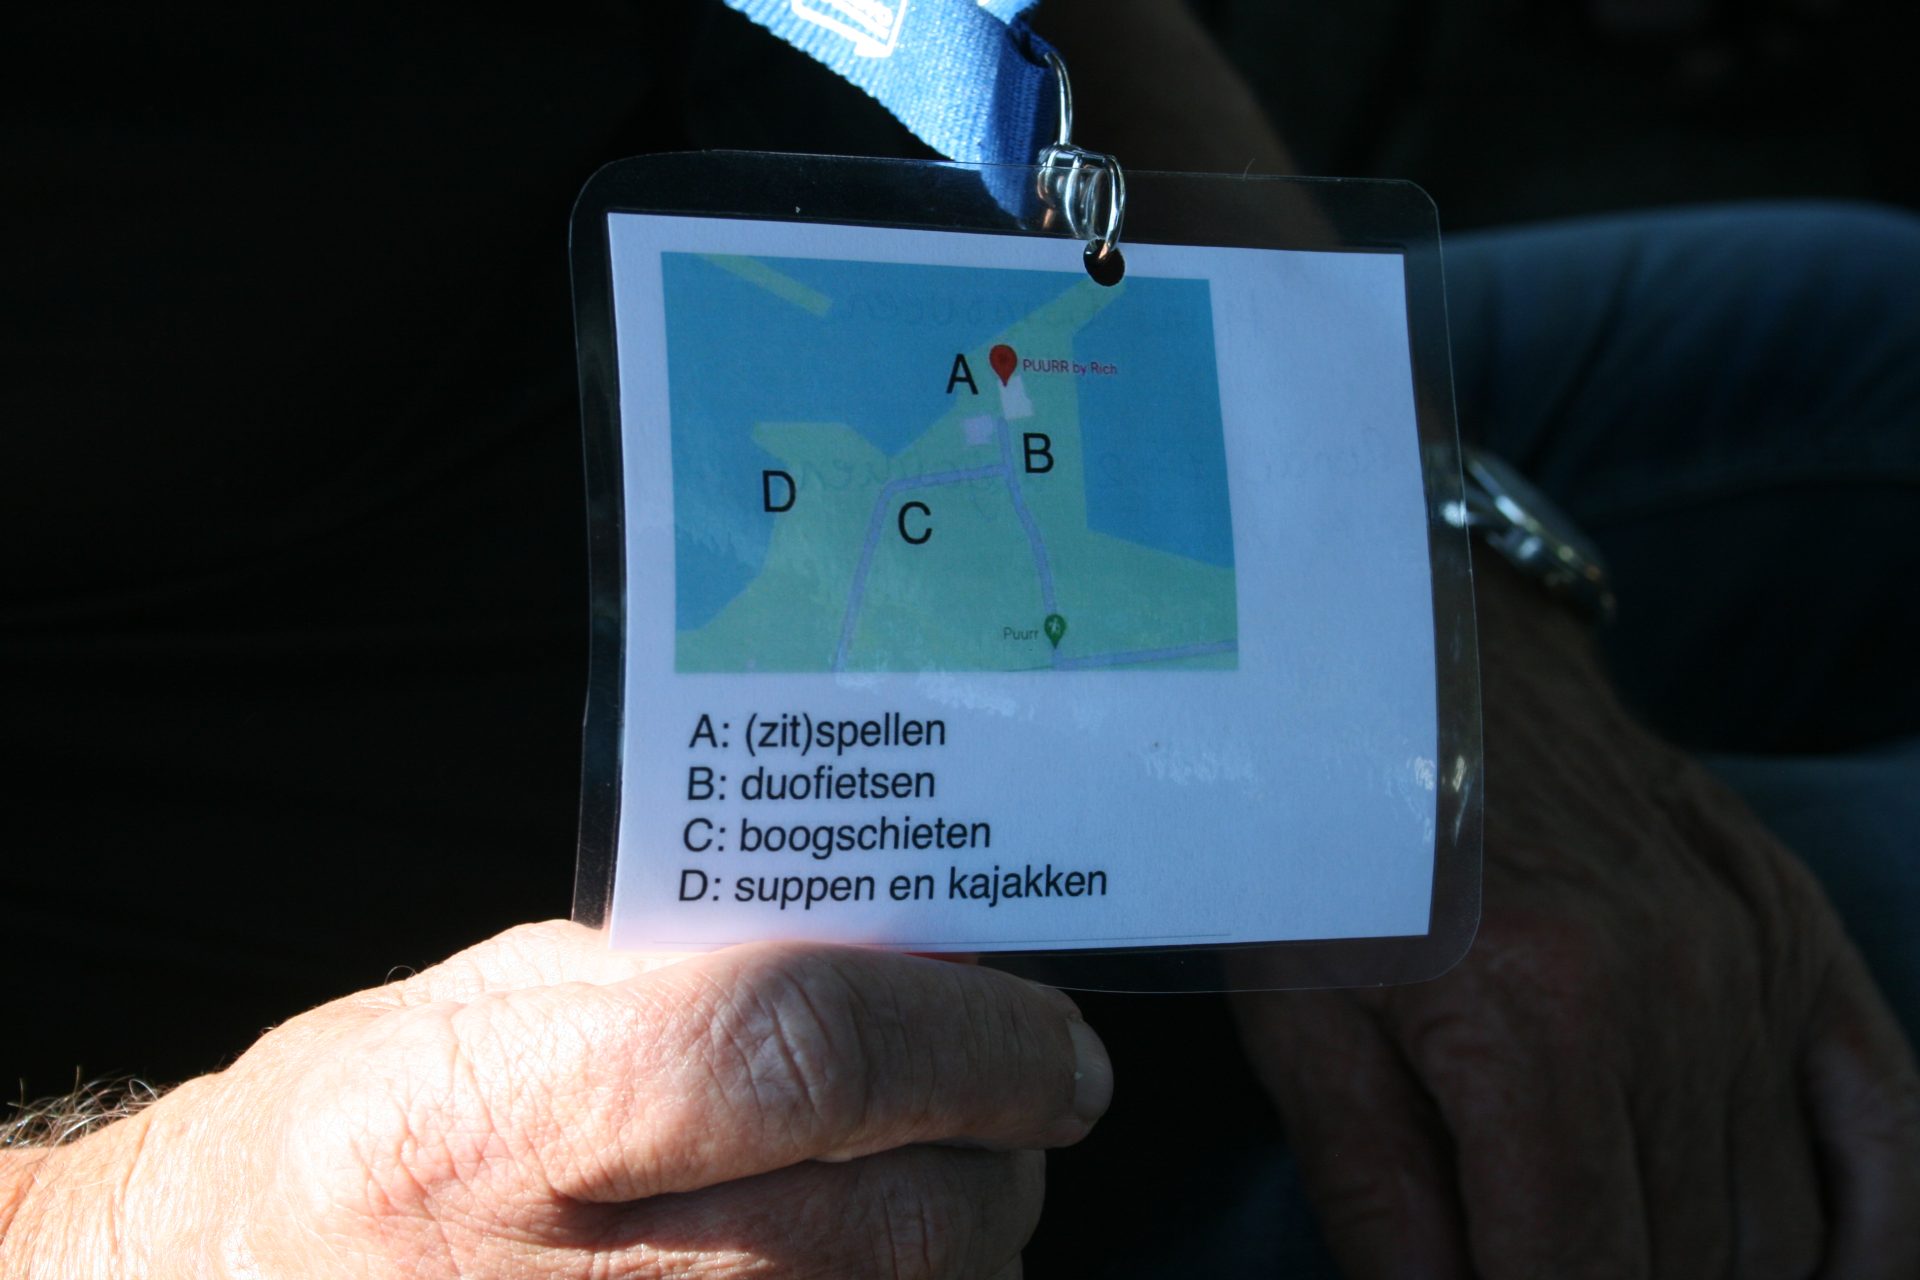 A
PUURR by Rich
B
D
C
Puurr
A: (zit)spellen
B: duofietsen
C: boogschieten
D: suppen en kajakken